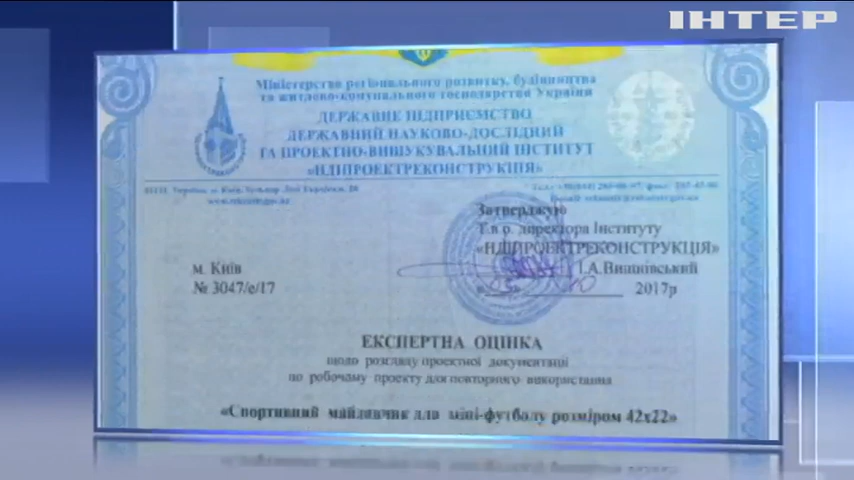 ІНТЕР
Міністерство регіонального розвитку, будівництва
та житлово-комунального господарства України
ДЕРЖАВНЕ ПІДПРИЄМСТВО
ДЕРЖАВНИЙ НАУКОВО-ДОСЛІДНИЙ
ТА ПРОЕКТНО-ВИШУКУВАЛЬНИЙ ІНСТИТУТ
«НДІПРОЕКТРЕКОНСТРУКЦІЯ»
Затверджую
Т.в.о. директора Інституту
«НДІПРОЕКТРЕКОНСТРУКЦІЯ»
м. Київ
І.А.Вишнівський
№ 3047/е/17
2017р
ЕКСПЕРТНА ОЦІНКА
щодо розгляду проектної документації
по робочому проекту для повторного використання
«Спортивний майданчик для міні-футболу розміром 42х22»